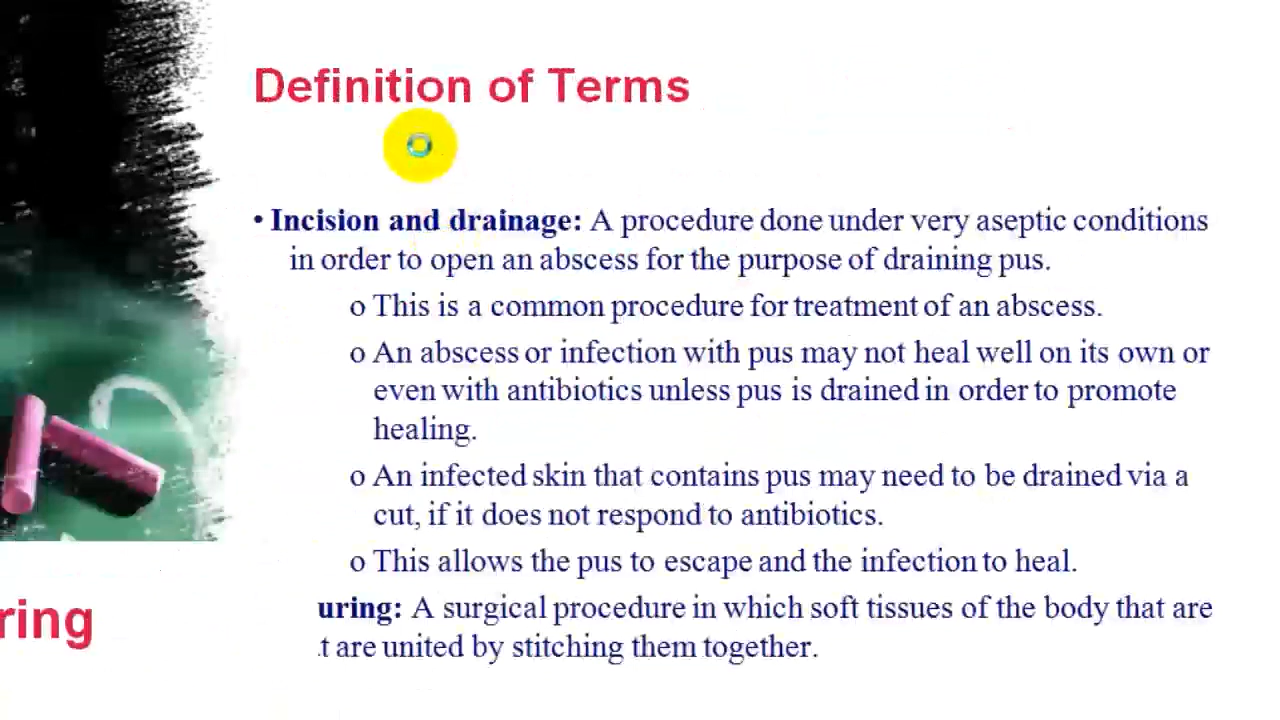 Definition of Terms
• Incision and drainage: A procedure done under very aseptic conditions
in order to open an abscess for the purpose of draining pus.
o This is a common procedure for treatment of an abscess.
o An abscess or infection with pus may not heal well on its own or
even with antibiotics unless pus is drained in order to promote
healing.
o An infected skin that contains pus may need to be drained via a
cut, if it does not respond to antibiotics.
o This allows the pus to escape and the infection to heal.
uring: A surgical procedure in which soft tissues of the body that are
t are united by stitching them together.
ring